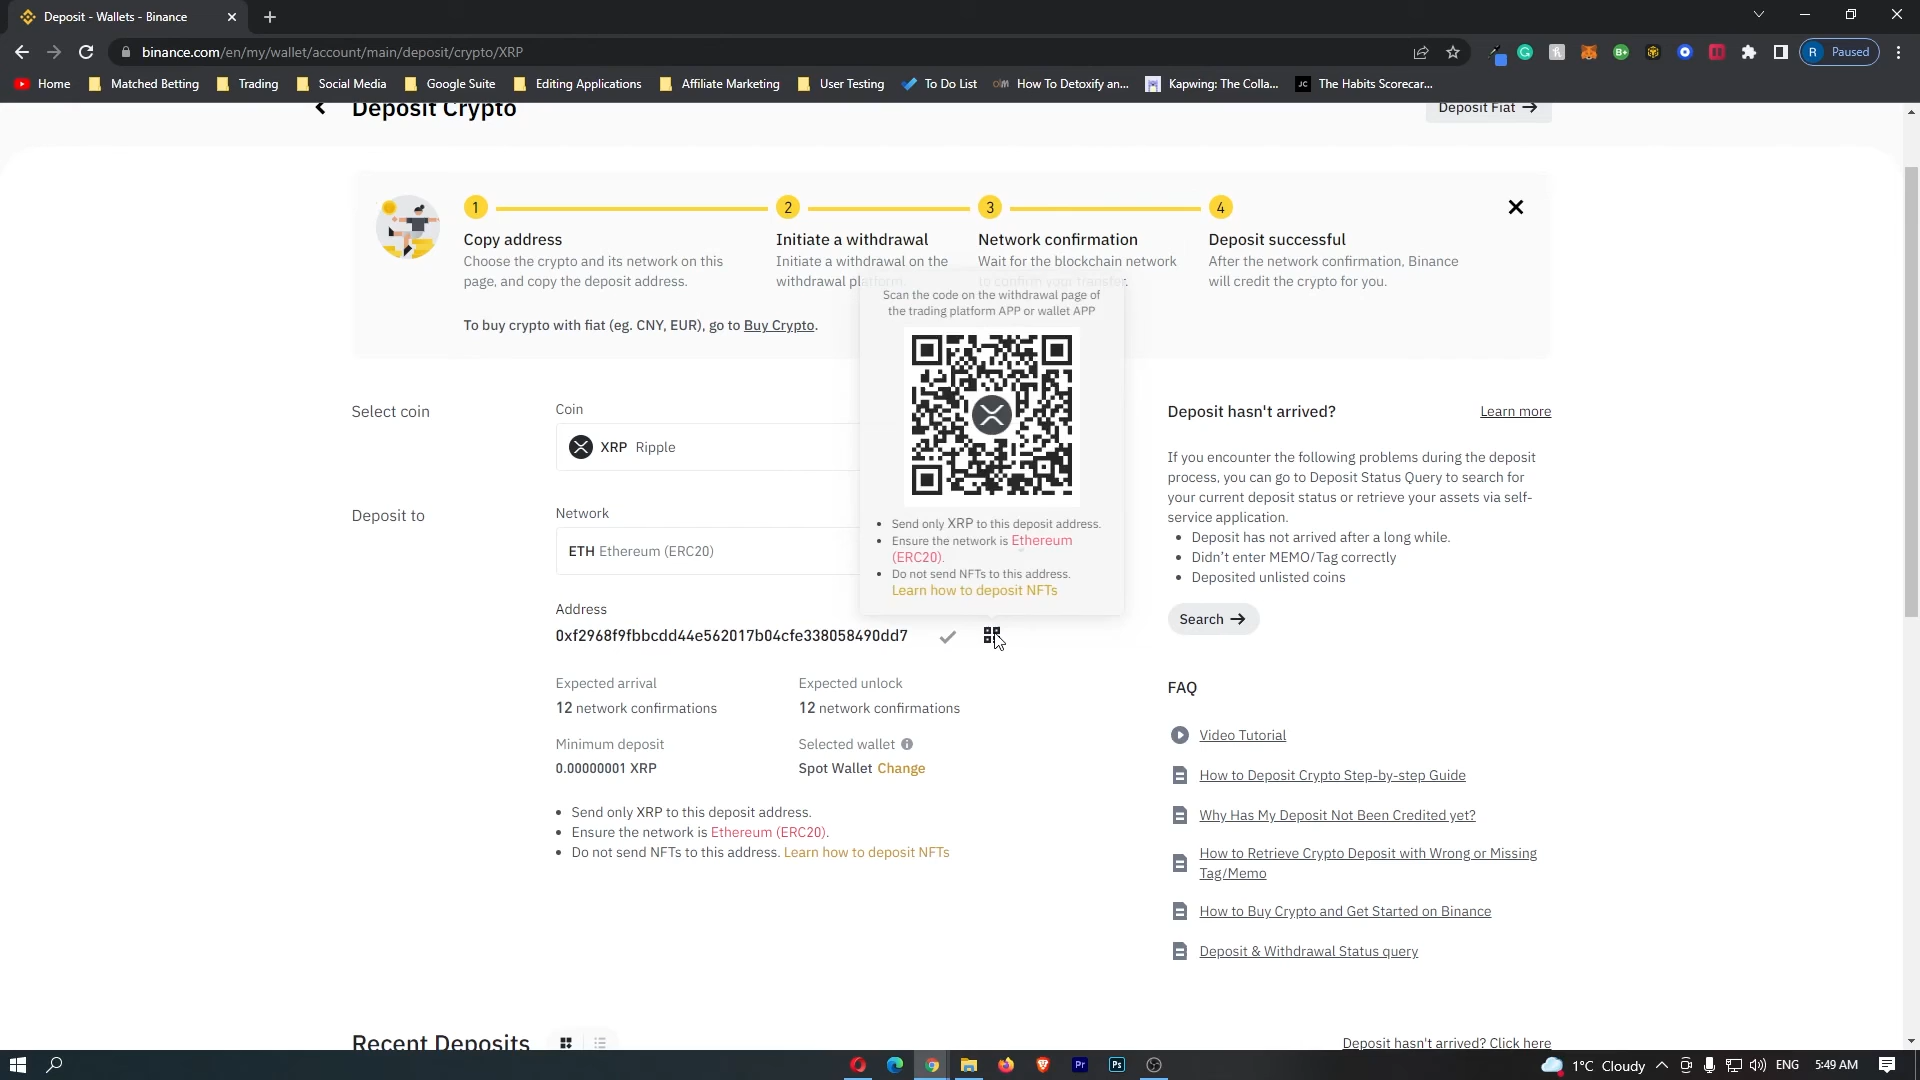 Deposit - Wallets - Binance
binance.com/en/my/wallet/account/main/deposit/crypto/XRP
R Paused
Home Matched Betting Trading Social Media Google Suite Editing Applications Affiliate Marketing User Testing To Do List How To Detoxify an... Kapwing: The Colla... JC The Habits Scorecar...
Deposit Crypto
Deposit Fiat
1 2 3 4
Copy address
Choose the crypto and its network on this
page, and copy the deposit address.
Initiate a withdrawal
Initiate a withdrawal on the
withdrawal platform.
Network confirmation
Wait for the blockchain network
to confirm your transfer.
Deposit successful
After the network confirmation, Binance
will credit the crypto for you.
To buy crypto with fiat (eg. CNY, EUR), go to Buy Crypto.
Scan the code on the withdrawal page of
the trading platform APP or wallet APP
Send only XRP to this deposit address.
Ensure the network is Ethereum
(ERC20).
Do not send NFTs to this address.
Learn how to deposit NFTs
Select coin
Coin
XRP Ripple
Deposit to
Network
ETH Ethereum (ERC20)
Address
0xf2968f9fbbcdd44e562017b04cfe338058490dd7
Expected arrival
12 network confirmations
Expected unlock
12 network confirmations
Minimum deposit
0.00000001 XRP
Selected wallet
Spot Wallet Change
Send only XRP to this deposit address.
Ensure the network is Ethereum (ERC20).
Do not send NFTs to this address. Learn how to deposit NFTs
Deposit hasn't arrived?
Learn more
If you encounter the following problems during the deposit
process, you can go to Deposit Status Query to search for
your current deposit status or retrieve your assets via self-
service application.
Deposit has not arrived after a long while.
Didn't enter MEMO/Tag correctly
Deposited unlisted coins
Search
FAQ
Video Tutorial
How to Deposit Crypto Step-by-step Guide
Why Has My Deposit Not Been Credited yet?
How to Retrieve Crypto Deposit with Wrong or Missing
Tag/Memo
How to Buy Crypto and Get Started on Binance
Deposit & Withdrawal Status query
Recent Deposits
Deposit hasn't arrived? Click here
Pr Ps
1°C Cloudy ENG 5:49 AM